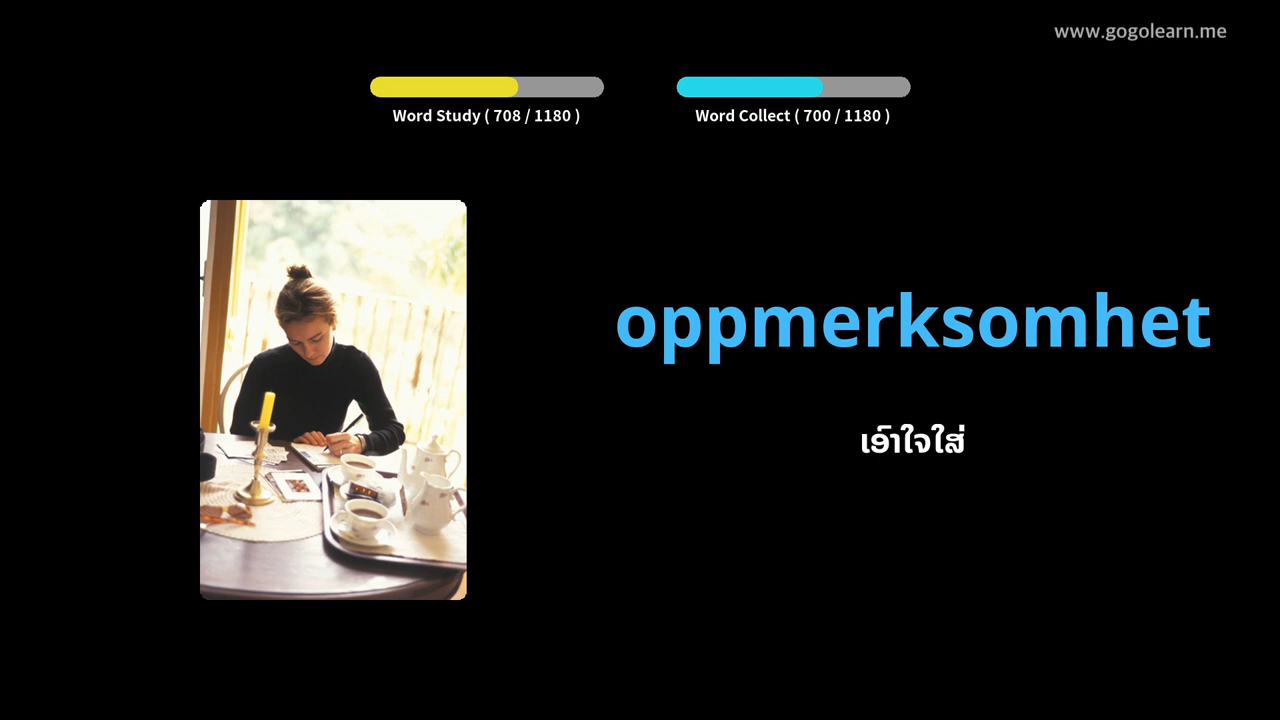 www.gogolearn.me
Word Study ( 708 / 1180 )
Word Collect ( 700 / 1180 )
oppmerksomhet
ເອົາໃຈໃສ່